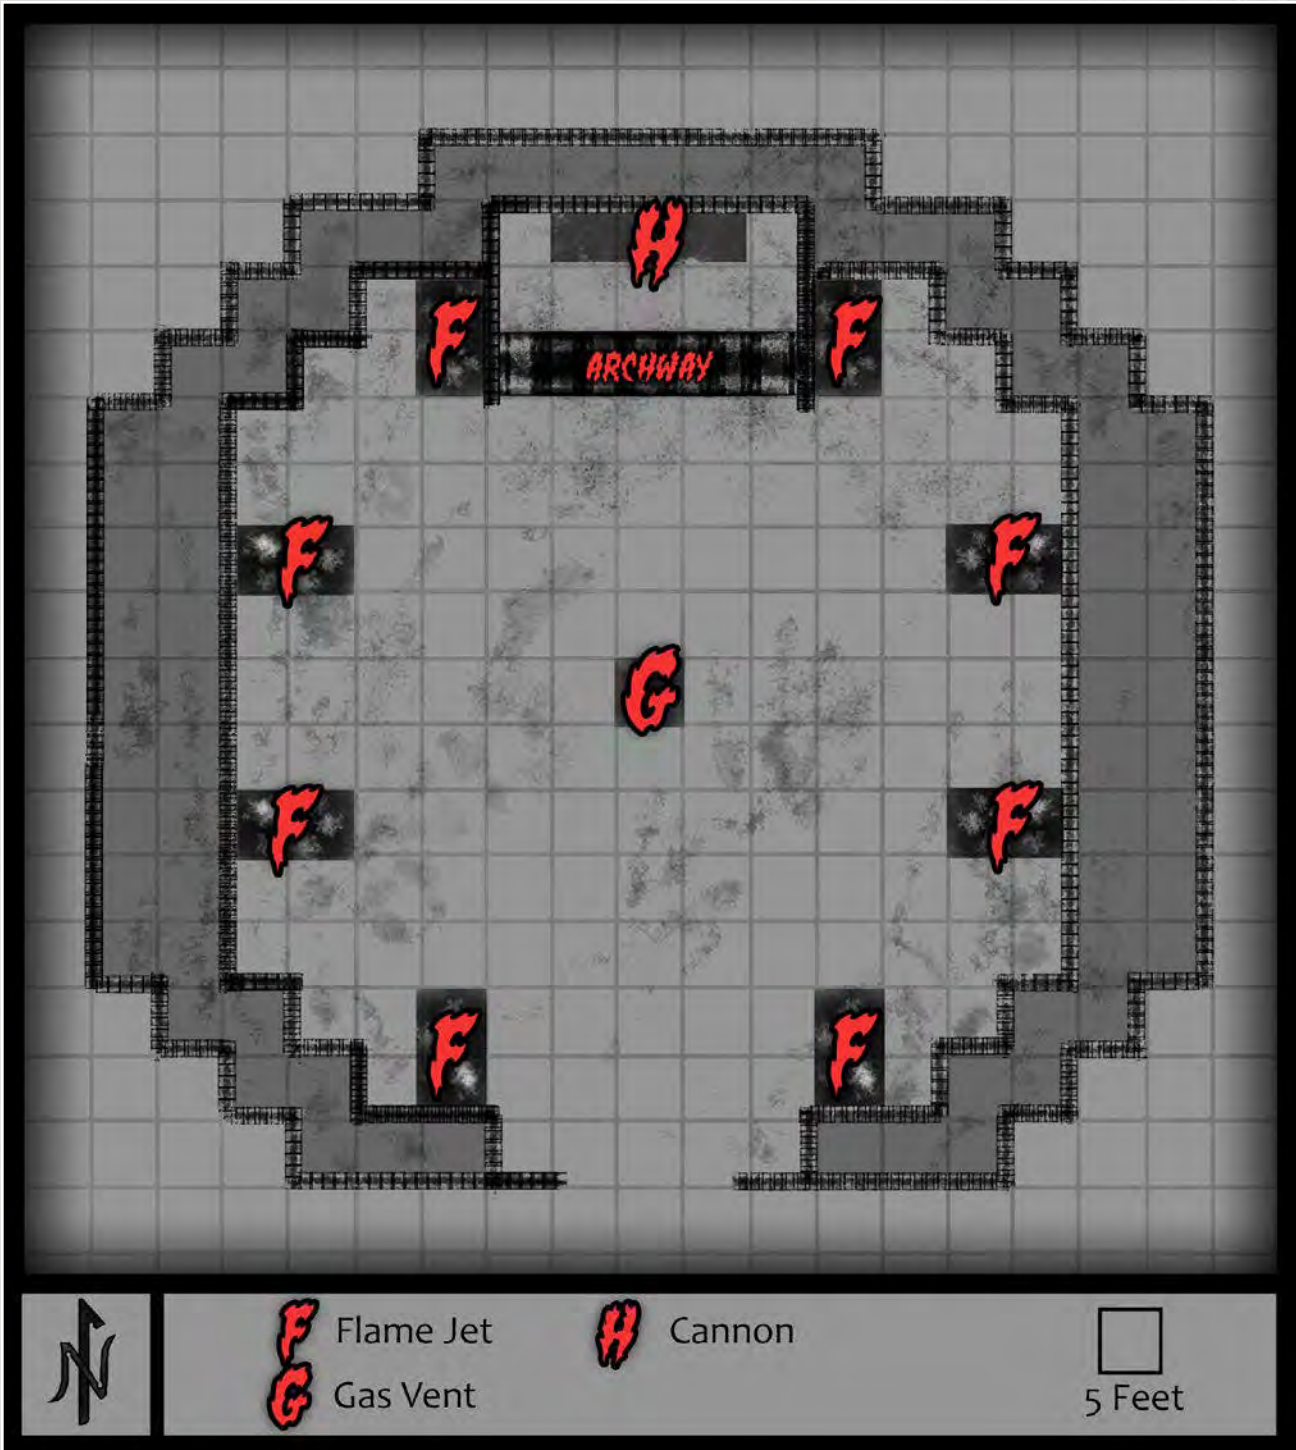 H
F F
ARCHWAY
F F
G
F F
F F
N
F Flame Jet
H Cannon
G Gas Vent
5 Feet